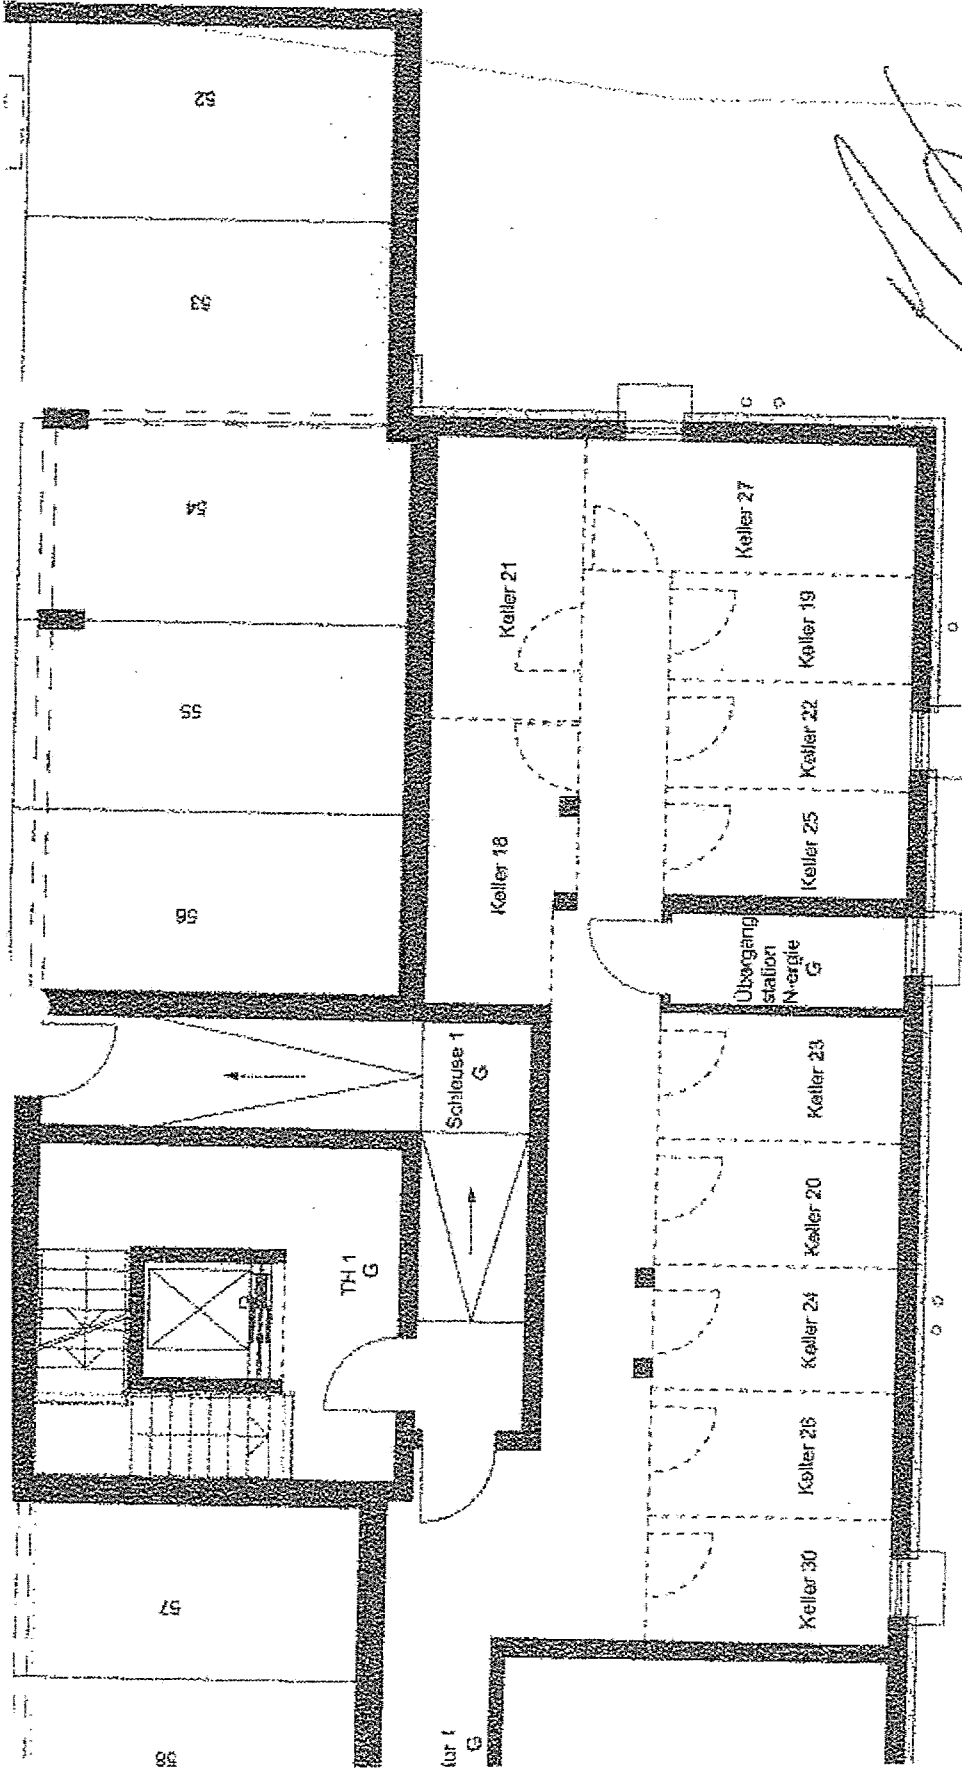 52
53
54
55
56
57
58
Keller 21
Keller 27
Keller 19
Keller 22
Keller 25
Keller 18
Übergang
station
N-ergie
G
Schleuse 1
G
Keller 23
Keller 20
Keller 24
Keller 26
Keller 30
TH 1
G
G